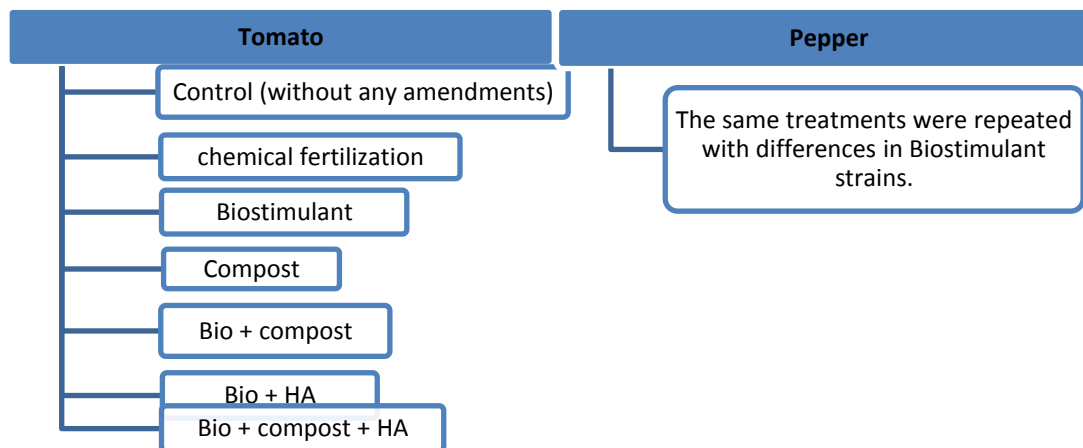 Tomato
Control (without any amendments)
chemical fertilization
Biostimulant
Compost
Bio + compost
Bio + HA
Bio + compost + HA
Pepper
The same treatments were repeated
with differences in Biostimulant
strains.